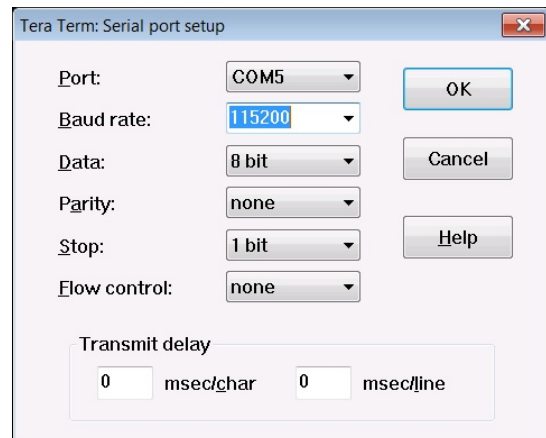 Tera Term: Serial port setup
Port: COM5 OK
Baud rate: 115200
Data: 8 bit Cancel
Parity: none
Stop: 1 bit Help
Flow control: none
Transmit delay
0 msec/char 0 msec/line